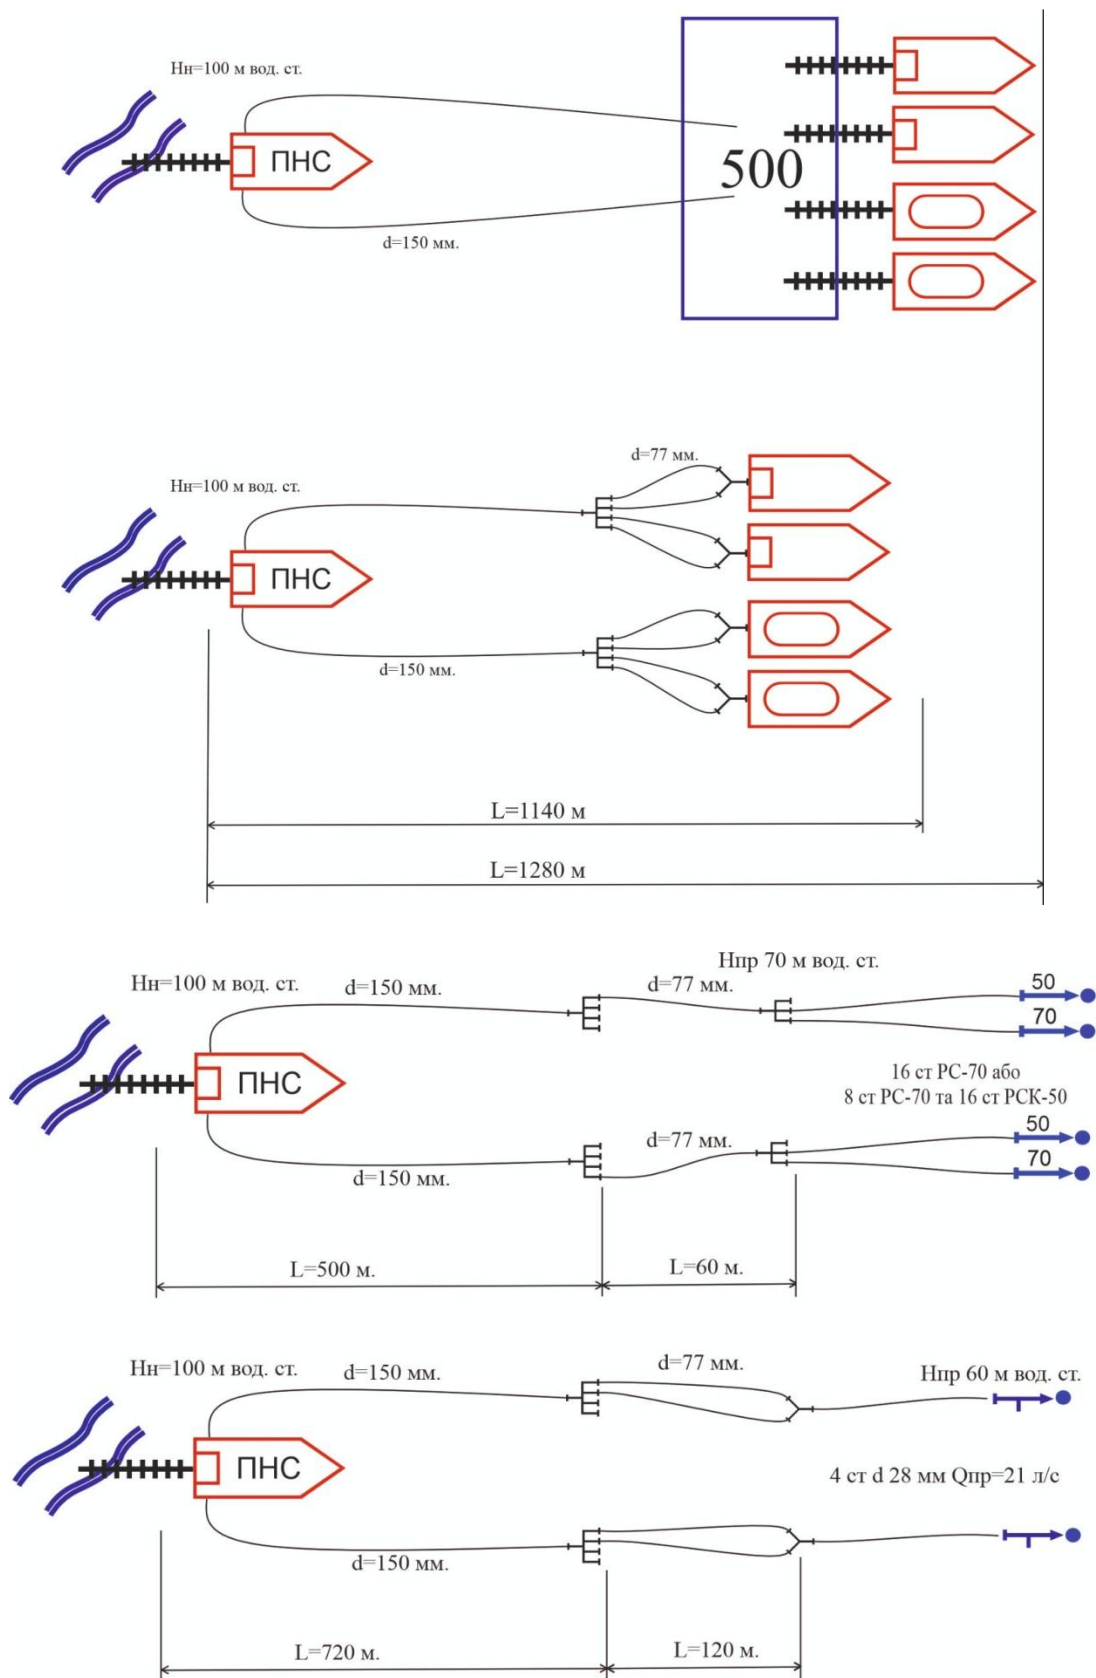 Нн=100 м вод. ст.
ПНС
500
d=150 мм.
d=77 мм.
Нн=100 м вод. ст.
ПНС
d=150 мм.
L=1140 м
L=1280 м
Нпр 70 м вод. ст.
Нн=100 м вод. ст.
d=150 мм.
d=77 мм.
50
70
ПНС
16 ст РС-70 або
8 ст РС-70 та 16 ст РСК-50
50
d=77 мм.
70
d=150 мм.
L=500 м.
L=60 м.
Нн=100 м вод. ст.
d=150 мм.
d=77 мм.
Нпр 60 м вод. ст.
ПНС
4 ст d 28 мм Qпр=21 л/с
d=150 мм.
L=720 м.
L=120 м.